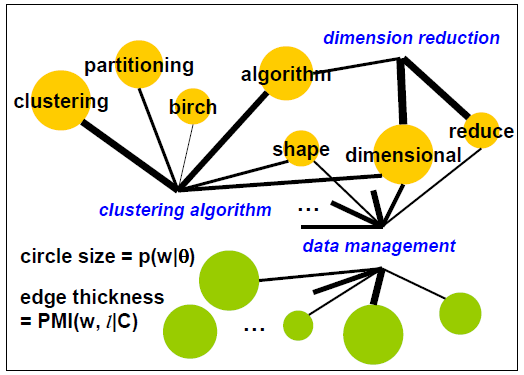 dimension reduction
partitioning
algorithm
clustering
birch
reduce
shape
dimensional
clustering algorithm
...
data management
circle size = p(w|θ)
edge thickness
= PMI(w, l|C)
...